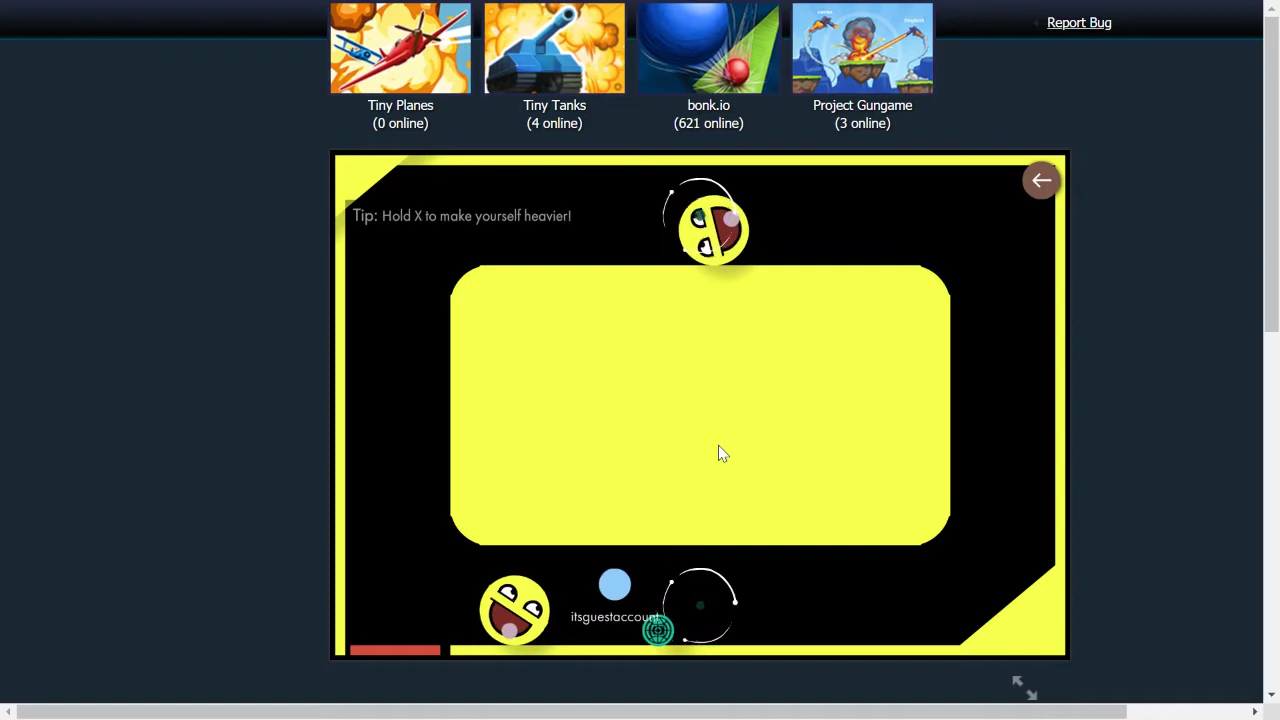 Report Bug
Tiny Planes
(0 online)
Tiny Tanks
(4 online)
bonk.io
(621 online)
Project Gungame
(3 online)
Tip: Hold X to make yourself heavier!
itsguestaccount